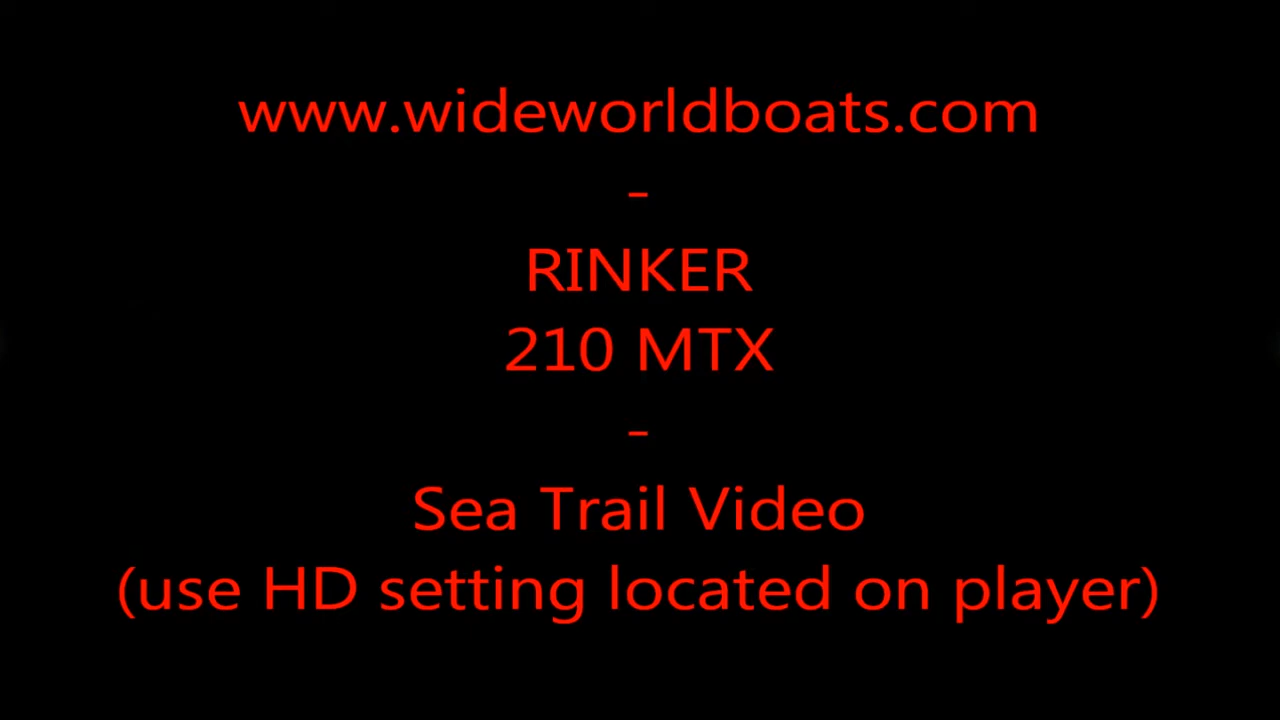 www.wideworldboats.com
-
RINKER
210 MTX
-
Sea Trail Video
(use HD setting located on player)